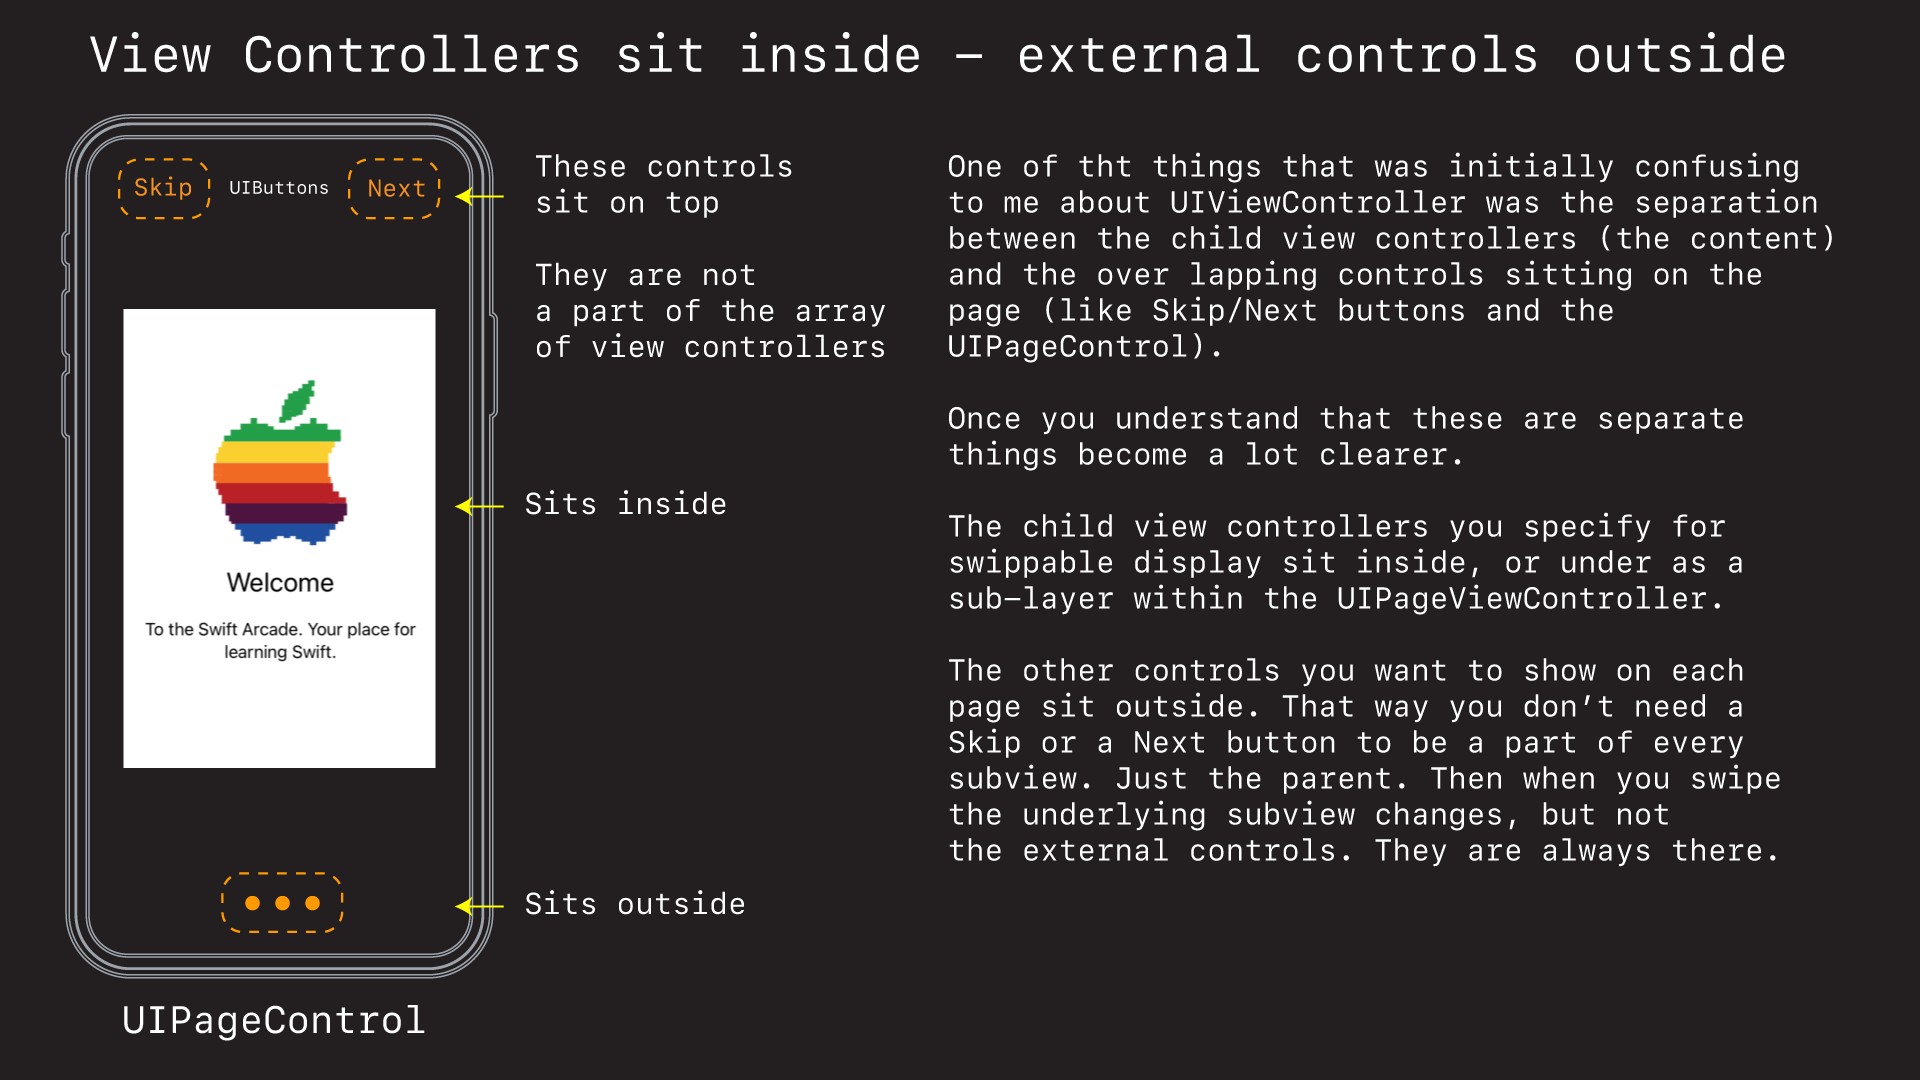 View Controllers sit inside – external controls outside
Skip
UIButtons
Next
These controls
sit on top
They are not
a part of the array
of view controllers
Welcome
To the Swift Arcade. Your place for
learning Swift.
Sits inside
Sits outside
UIPageControl
One of tht things that was initially confusing
to me about UIViewController was the separation
between the child view controllers (the content)
and the over lapping controls sitting on the
page (like Skip/Next buttons and the
UIPageControl).
Once you understand that these are separate
things become a lot clearer.
The child view controllers you specify for
swippable display sit inside, or under as a
sub–layer within the UIPageViewController.
The other controls you want to show on each
page sit outside. That way you don’t need a
Skip or a Next button to be a part of every
subview. Just the parent. Then when you swipe
the underlying subview changes, but not
the external controls. They are always there.